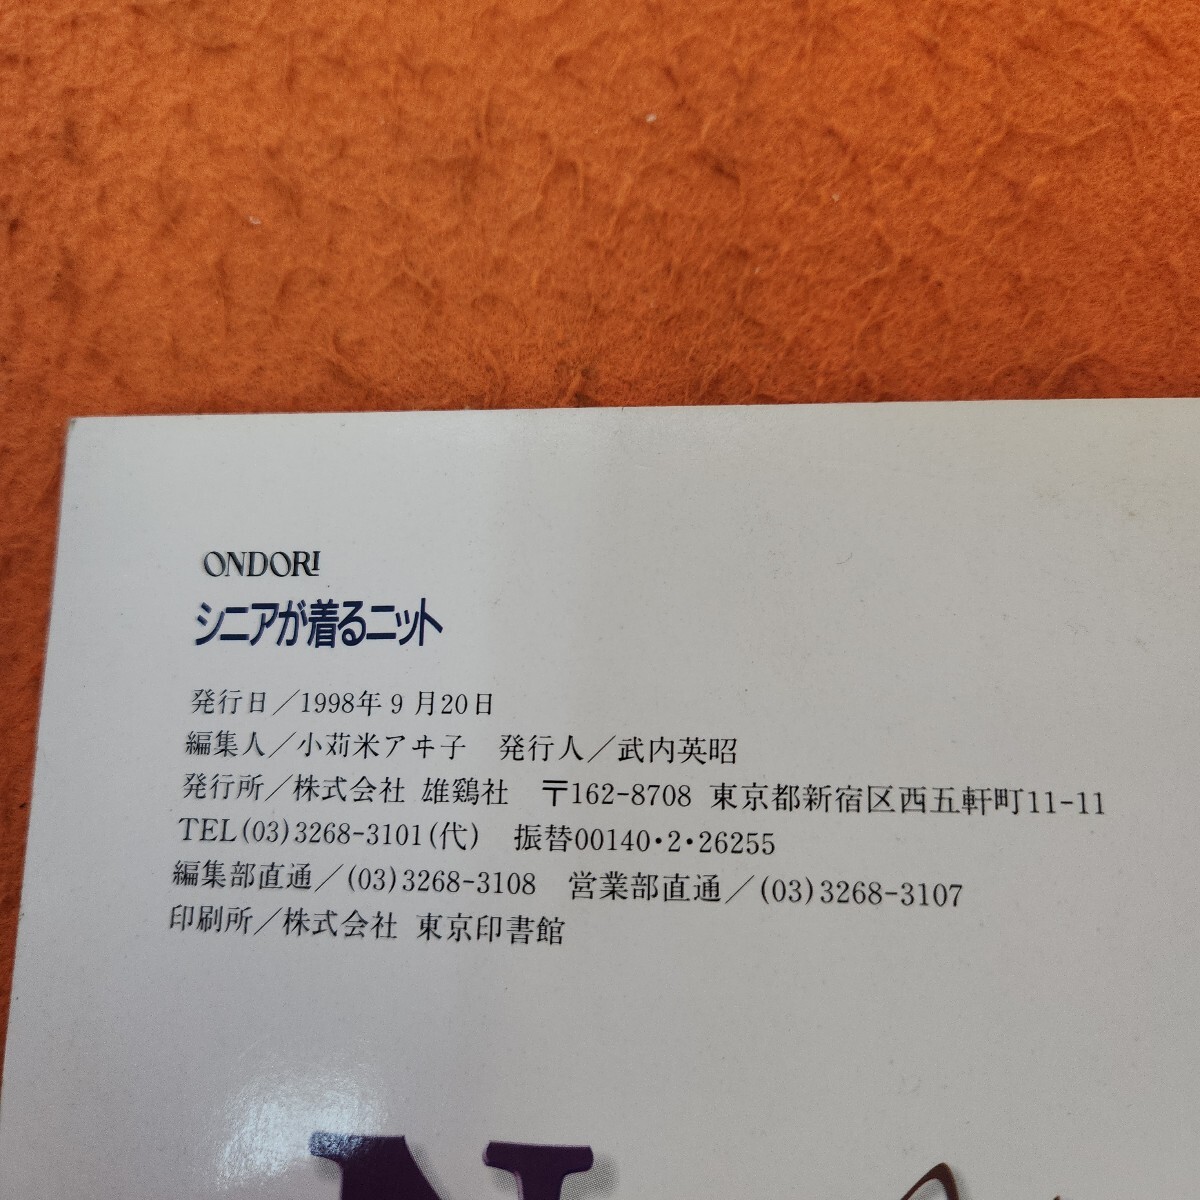 ONDORI
シニアが着るニット
発行日／1998年9月20日
編集人／小苅米アヰ子　発行人／武内英昭
発行所／株式会社 雄鷄社　〒162-8708 東京都新宿区西五軒町11-11
TEL(03)3268-3101(代)　振替00140・2・26255
編集部直通／(03)3268-3108　営業部直通／(03)3268-3107
印刷所／株式会社 東京印書館